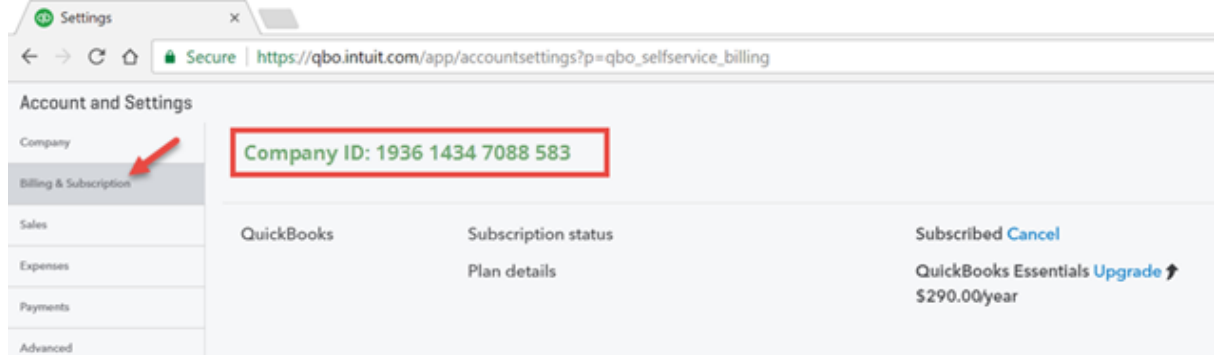 Settings
Secure https://qbo.intuit.com/app/accountsettings?p=qbo_selfservice_billing
Account and Settings
Company
Company ID: 1936 1434 7088 583
Billing & Subscription
Sales
QuickBooks Subscription status Subscribed Cancel
Expenses
Plan details QuickBooks Essentials Upgrade
$290.00/year
Payments
Advanced